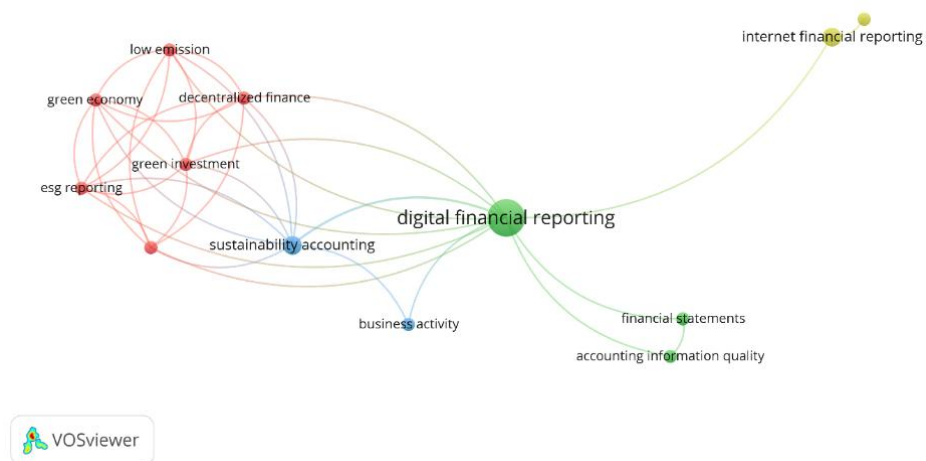 internet financial reporting
low emission
green economy
decentralized finance
green investment
esg reporting
digital financial reporting
sustainability accounting
business activity
financial statements
accounting information quality
VOSviewer